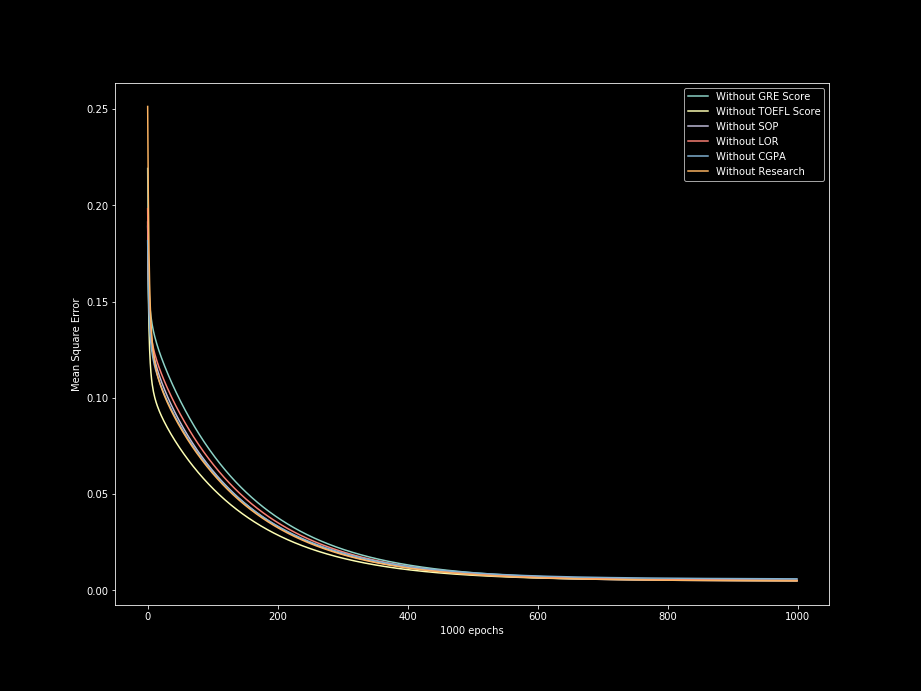 Without GRE Score
Without TOEFL Score
Without SOP
Without LOR
Without CGPA
Without Research
0.25
0.20
0.15
0.10
0.05
0.00
Mean Square Error
0 200 400 600 800 1000
1000 epochs